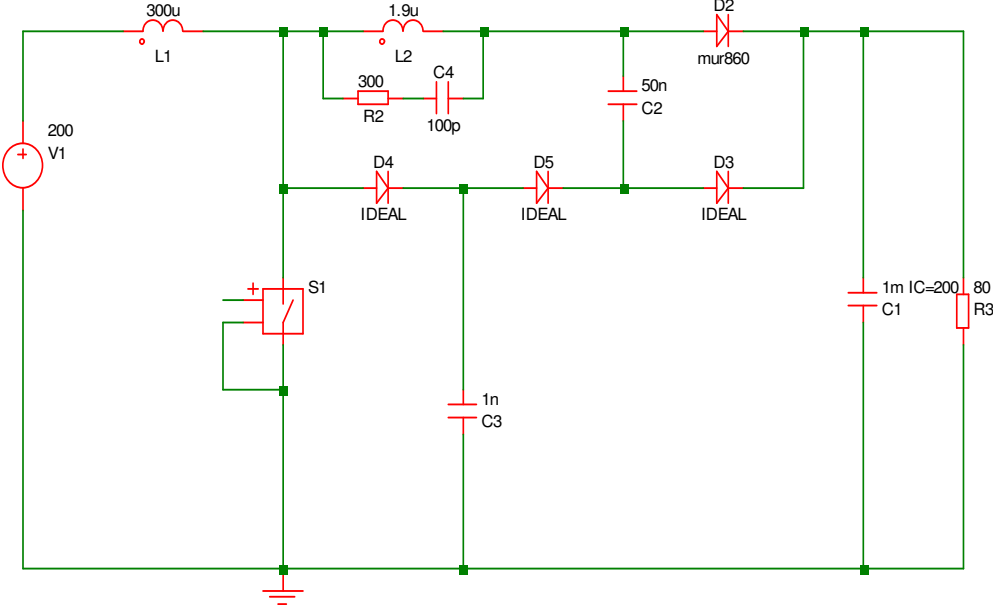 300u
L1
1.9u
L2
D2
mur860
300
R2
C4
100p
50n
C2
200
V1
+
D4
IDEAL
D5
IDEAL
D3
IDEAL
+
S1
1m IC=200
C1
80
R3
1n
C3